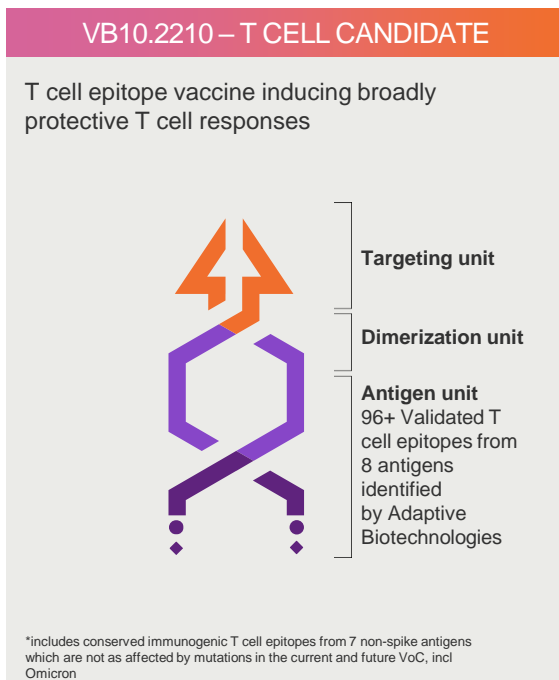 VB10.2210 – T CELL CANDIDATE
T cell epitope vaccine inducing broadly
protective T cell responses
Targeting unit
Dimerization unit
Antigen unit
96+ Validated T
cell epitopes from
8 antigens
identified
by Adaptive
Biotechnologies
*includes conserved immunogenic T cell epitopes from 7 non-spike antigens
which are not as affected by mutations in the current and future VoC, incl
Omicron